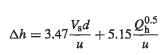 Δh = 3.47 V_s d / u + 5.15 Q_h^0.5 / u